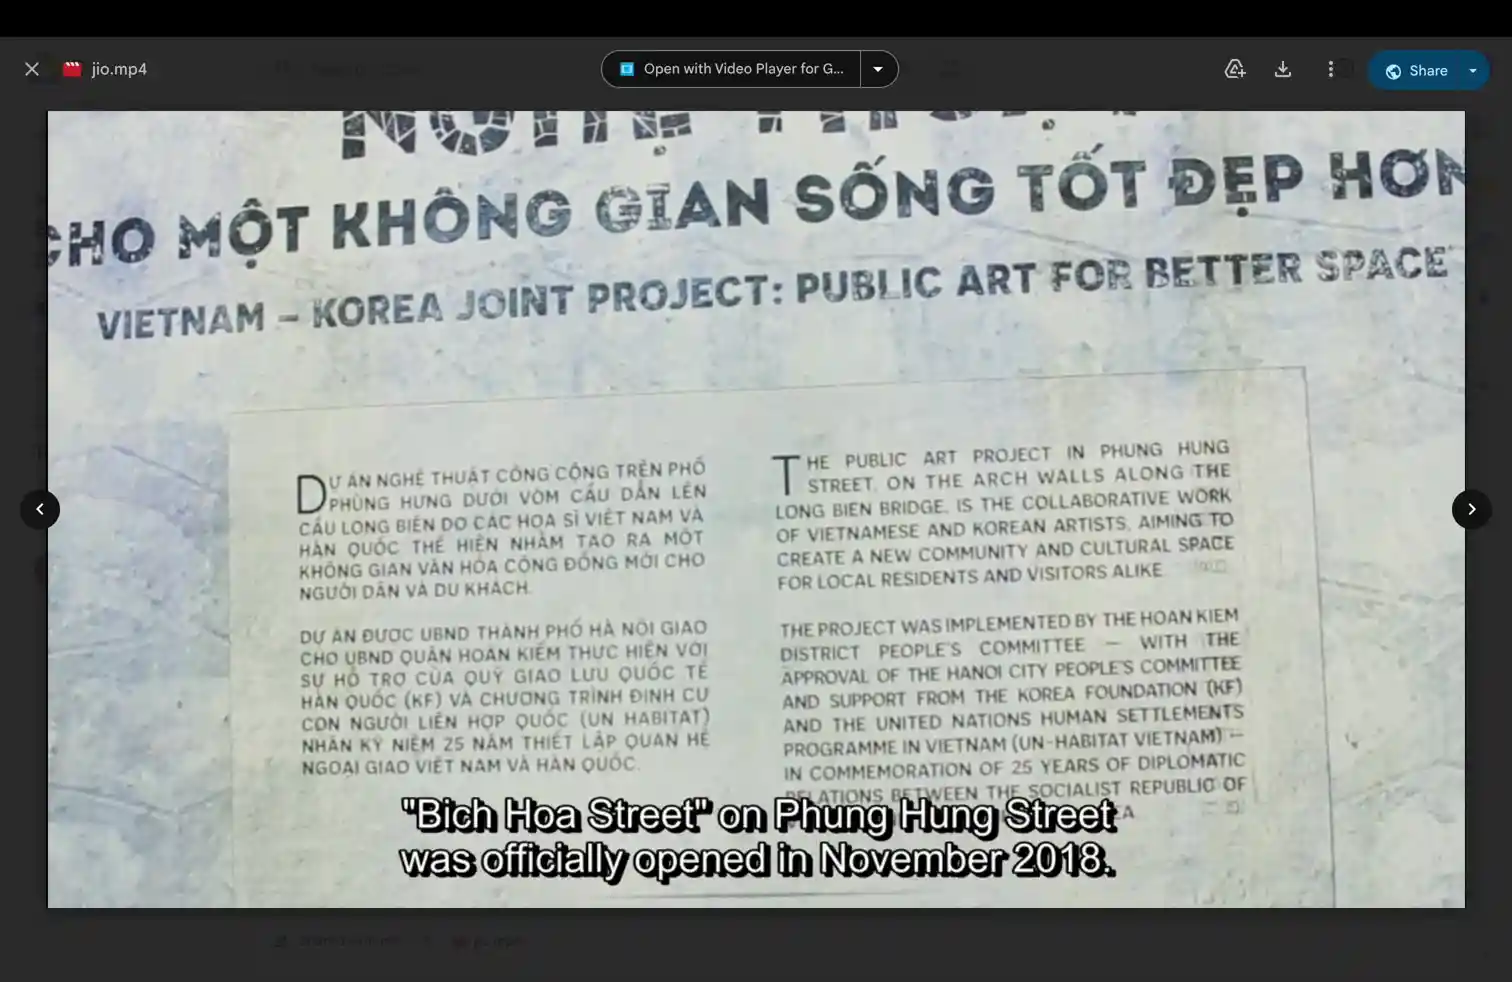 jio.mp4
Open with Video Player for G...
Share
CHO MỘT KHÔNG GIAN SỐNG TỐT ĐẸP HƠN
VIETNAM – KOREA JOINT PROJECT: PUBLIC ART FOR BETTER SPACE
DỰ ÁN NGHỆ THUẬT CÔNG CỘNG TRÊN PHỐ
PHÙNG HƯNG DƯỚI VÒM CẦU DẪN LÊN
CẦU LONG BIÊN DO CÁC HỌA SĨ VIỆT NAM VÀ
HÀN QUỐC THỂ HIỆN NHẰM TẠO RA MỘT
KHÔNG GIAN VĂN HÓA CỘNG ĐỒNG MỚI CHO
NGƯỜI DÂN VÀ DU KHÁCH.
DỰ ÁN ĐƯỢC UBND THÀNH PHỐ HÀ NỘI GIAO
CHO UBND QUẬN HOÀN KIẾM THỰC HIỆN VỚI
SỰ HỖ TRỢ CỦA QUỸ GIAO LƯU QUỐC TẾ
HÀN QUỐC (KF) VÀ CHƯƠNG TRÌNH ĐỊNH CƯ
CON NGƯỜI LIÊN HỢP QUỐC (UN HABITAT)
NHÂN KỶ NIỆM 25 NĂM THIẾT LẬP QUAN HỆ
NGOẠI GIAO VIỆT NAM VÀ HÀN QUỐC.
THE PUBLIC ART PROJECT IN PHUNG HUNG
STREET, ON THE ARCH WALLS ALONG THE
LONG BIEN BRIDGE, IS THE COLLABORATIVE WORK
OF VIETNAMESE AND KOREAN ARTISTS, AIMING TO
CREATE A NEW COMMUNITY AND CULTURAL SPACE
FOR LOCAL RESIDENTS AND VISITORS ALIKE
THE PROJECT WAS IMPLEMENTED BY THE HOAN KIEM
DISTRICT PEOPLE'S COMMITTEE – WITH THE
APPROVAL OF THE HANOI CITY PEOPLE'S COMMITTEE
AND SUPPORT FROM THE KOREA FOUNDATION (KF)
AND THE UNITED NATIONS HUMAN SETTLEMENTS
PROGRAMME IN VIETNAM (UN-HABITAT VIETNAM) –
IN COMMEMORATION OF 25 YEARS OF DIPLOMATIC
RELATIONS BETWEEN THE SOCIALIST REPUBLIC OF
"Bich Hoa Street" on Phung Hung Street
was officially opened in November 2018.